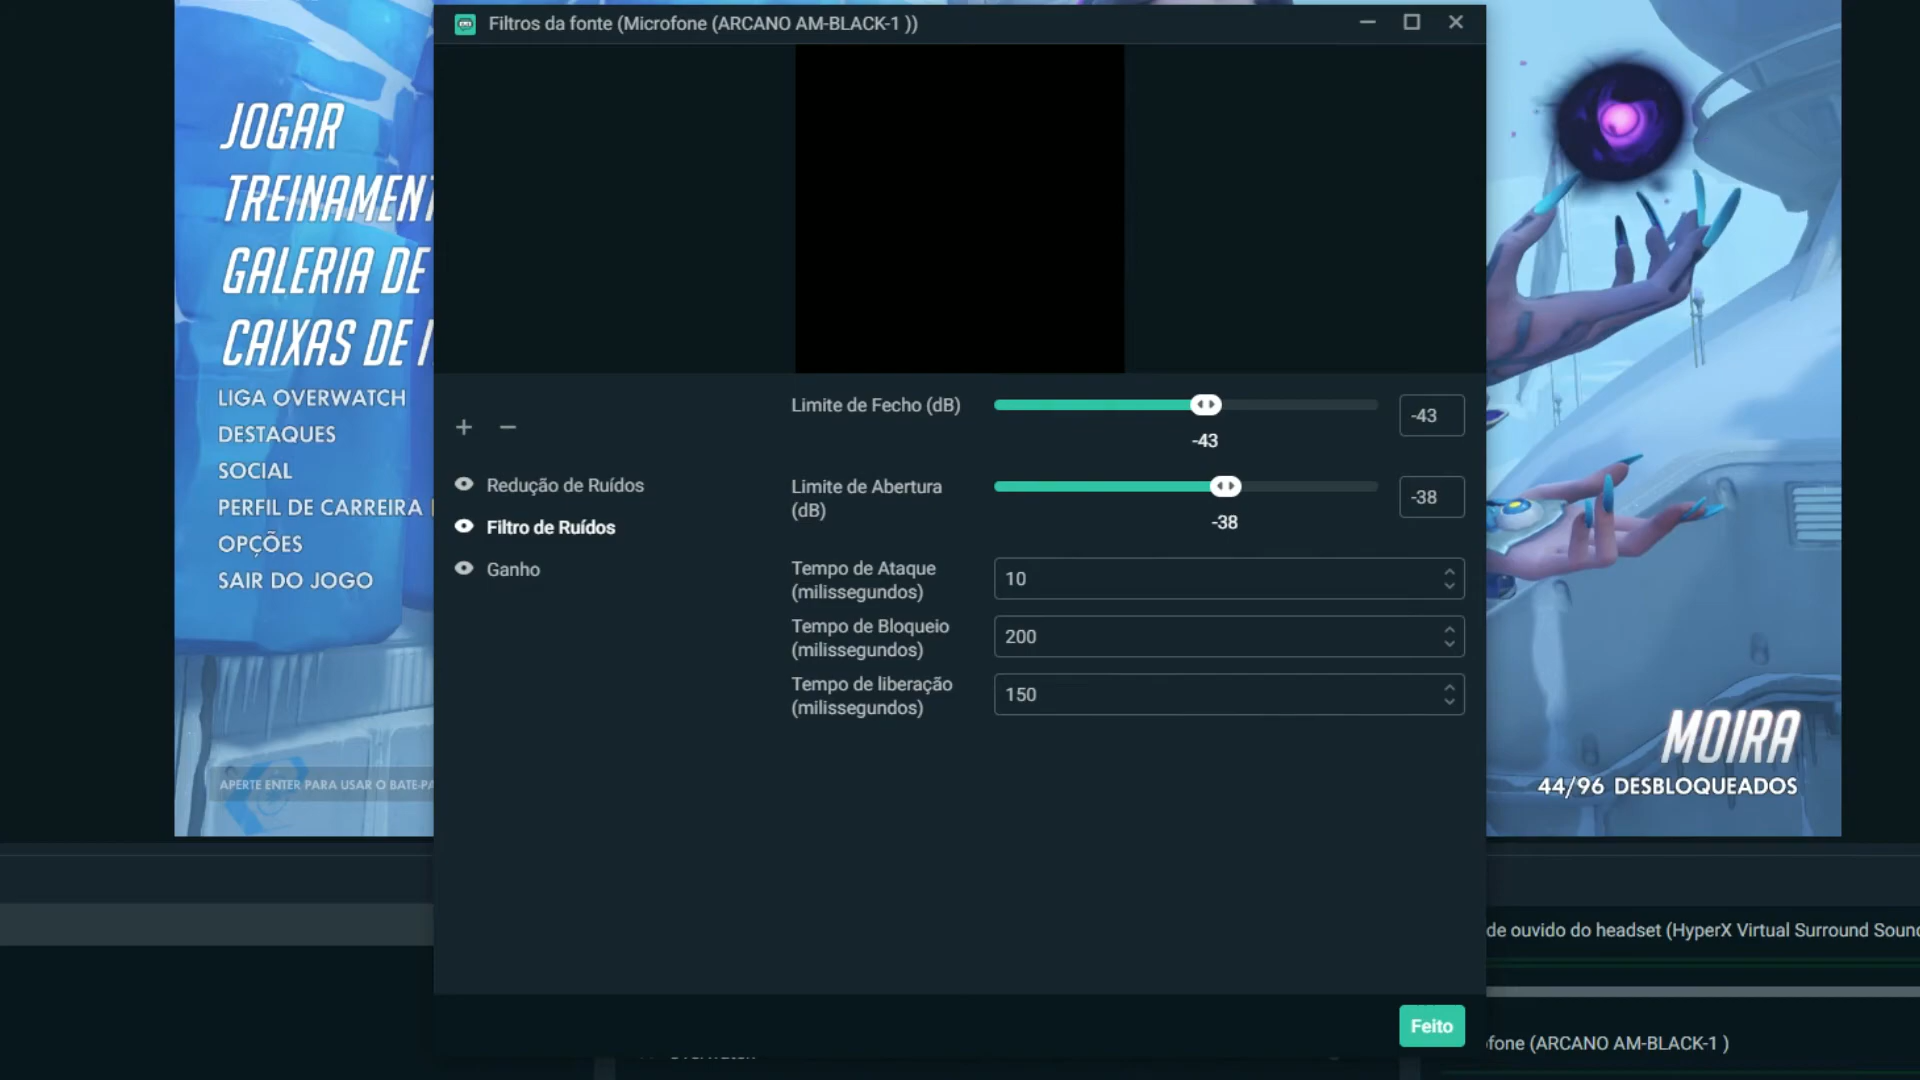 Filtros da fonte (Microfone (ARCANO AM-BLACK-1 ))
JOGAR
TREINAMENT
GALERIA DE
CAIXAS DE
LIGA OVERWATCH
DESTAQUES
SOCIAL
PERFIL DE CARREIRA
OPÇÕES
SAIR DO JOGO
APERTE ENTER PARA USAR O BATE-PA
Redução de Ruídos
Filtro de Ruídos
Ganho
Limite de Fecho (dB)
-43
-43
Limite de Abertura
(dB)
-38
-38
Tempo de Ataque
(milissegundos)
10
Tempo de Bloqueio
(milissegundos)
200
Tempo de liberação
(milissegundos)
150
MOIRA
44/96 DESBLOQUEADOS
de ouvido do headset (HyperX Virtual Surround Soun
Feito
ofone (ARCANO AM-BLACK-1 )